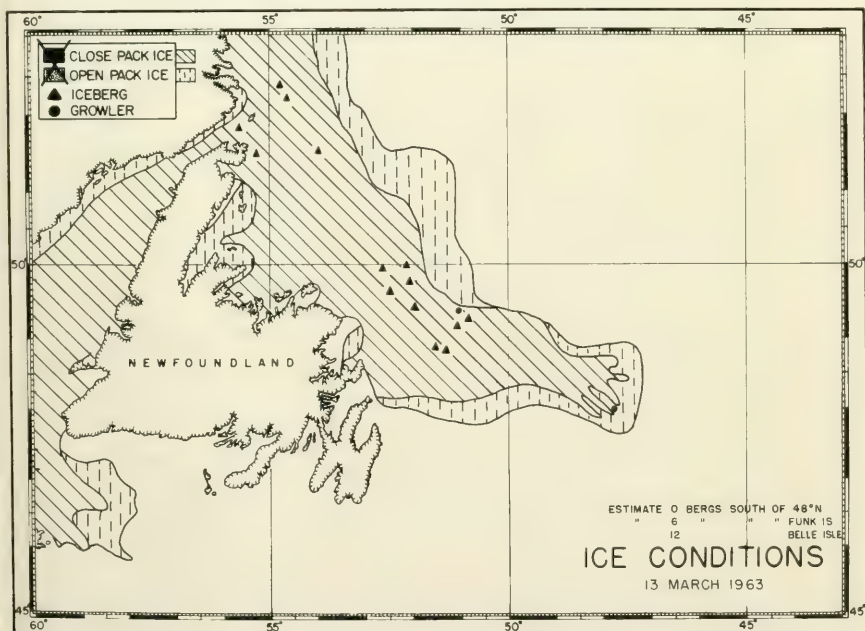 60° 55° 50° 45°
CLOSE PACK ICE
OPEN PACK ICE
ICEBERG
GROWLER
50° 50°
NEWFOUNDLAND
ESTIMATE 0 BERGS SOUTH OF 48°N
" 6 " " " FUNK IS
12 BELLE ISLE
ICE CONDITIONS
13 MARCH 1963
45° 45
60° 55° 50° 45°